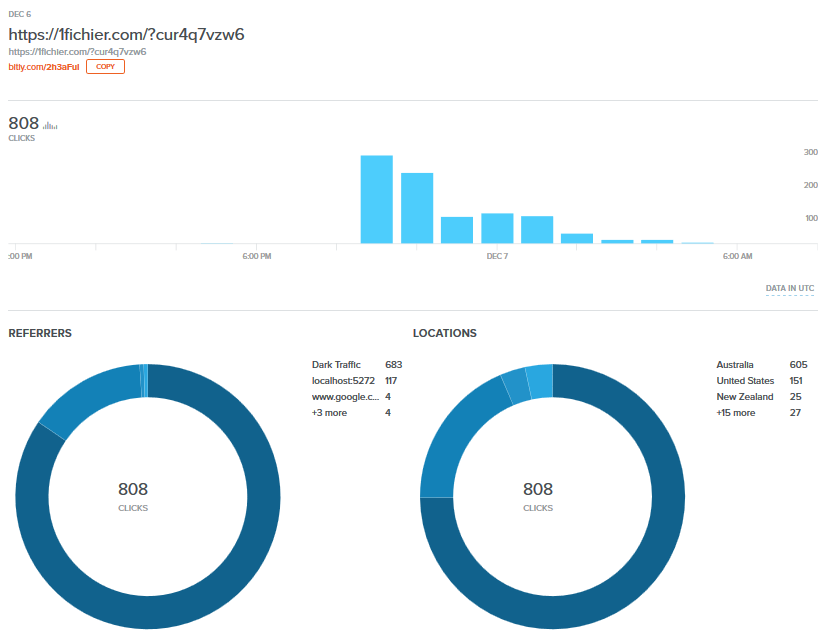 DEC 6
https://1fichier.com/?cur4q7vzw6
https://1fichier.com/?cur4q7vzw6
bitly.com/2h3aFuI COPY
808
CLICKS
300
200
100
:00 PM 6:00 PM DEC 7 6:00 AM
DATA IN UTC
REFERRERS
Dark Traffic 683
localhost:5272 117
www.google.c... 4
+3 more 4
808
CLICKS
LOCATIONS
Australia 605
United States 151
New Zealand 25
+15 more 27
808
CLICKS